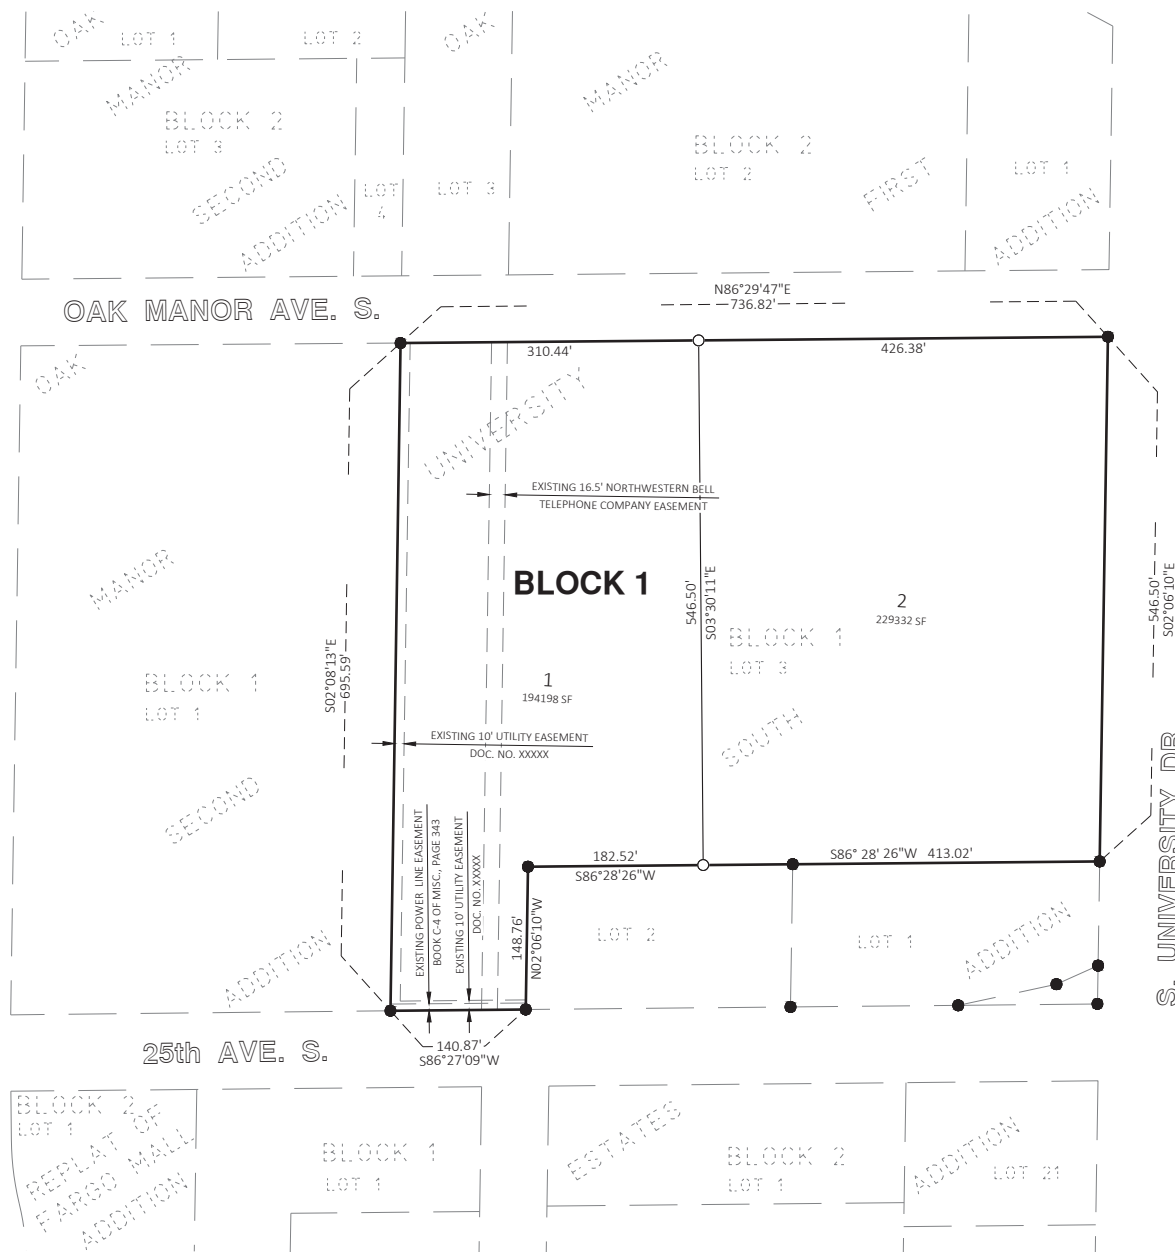 OAK
LOT 1
LOT 2
OAK
MANOR
MANOR
BLOCK 2
LOT 3
BLOCK 2
LOT 2
SECOND
LOT
4
LOT 3
FIRST
LOT 1
ADDITION
ADDITION
N86°29'47"E
736.82'
OAK MANOR AVE. S.
310.44'
426.38'
OAK
UNIVERSITY
EXISTING 16.5' NORTHWESTERN BELL
TELEPHONE COMPANY EASEMENT
MANOR
BLOCK 1
546.50'
S03°30'11"E
2
229332 SF
546.50'
S02°06'10"E
BLOCK 1
LOT 3
S02°08'13"E
695.59'
BLOCK 1
LOT 1
1
194198 SF
SOUTH
EXISTING 10' UTILITY EASEMENT
DOC. NO. XXXXX
SECOND
S. UNIVERSITY DR.
EXISTING POWER LINE EASEMENT
BOOK C-4 OF MISC., PAGE 343
EXISTING 10' UTILITY EASEMENT
DOC. NO. XXXXX
182.52'
S86°28'26"W
S86° 28' 26"W 413.02'
148.76'
N02°06'10"W
LOT 2
LOT 1
ADDITION
ADDITION
25th AVE. S.
140.87'
S86°27'09"W
BLOCK 2
LOT 1
REPLAT OF
FARGO MALL
ADDITION
BLOCK 1
LOT 1
ESTATES
BLOCK 2
LOT 1
ADDITION
LOT 21